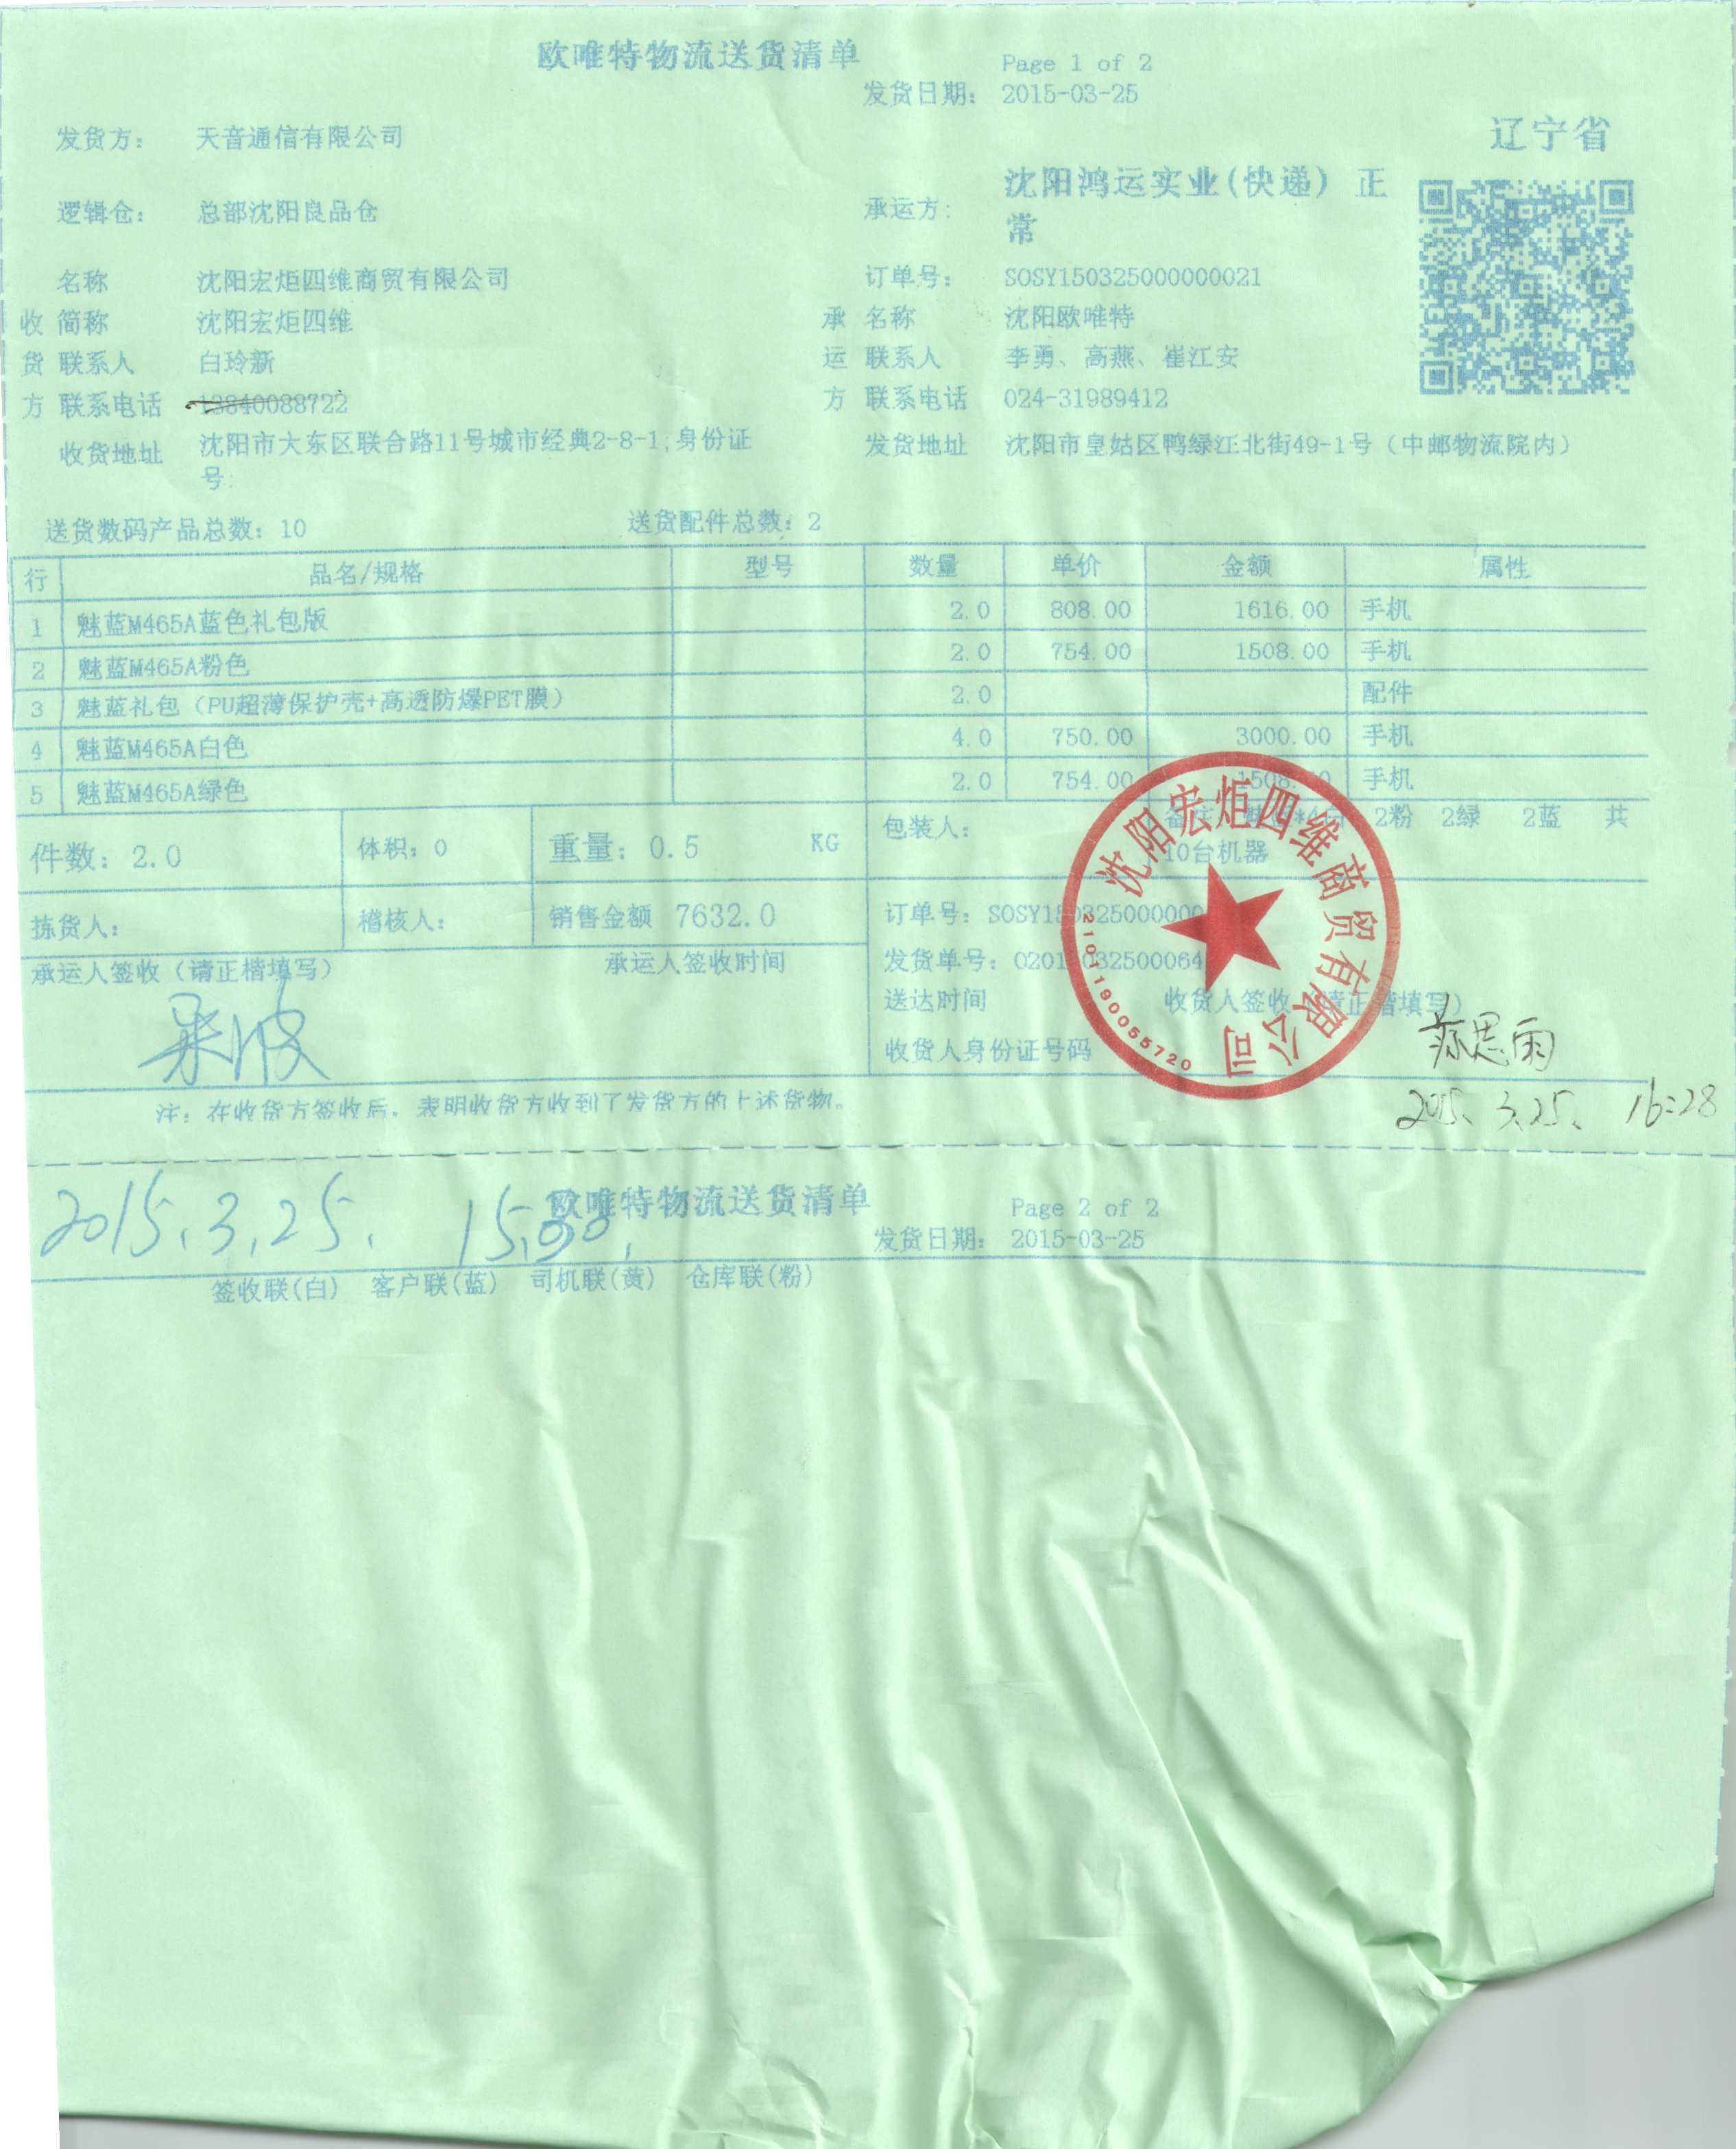 欧唯特物流送货清单 Page 1 of 2
发货日期: 2015-03-25
发货方: 天音通信有限公司 辽宁省
逻辑仓: 总部沈阳良品仓 承运方: 沈阳鸿运实业(快递) 正
常
名称 沈阳宏炬四维商贸有限公司 订单号: SOSY150325000000021
收 简称 沈阳宏炬四维 承 名称 沈阳欧唯特
货 联系人 白玲新 运 联系人 李勇、高燕、崔江安
方 联系电话 13840088722 方 联系电话 024-31989412
收货地址 沈阳市大东区联合路11号城市经典2-8-1,身份证 发货地址 沈阳市皇姑区鸭绿江北街49-1号（中邮物流院内）
号:
送货数码产品总数: 10 送货配件总数: 2
行 品名/规格 型号 数量 单价 金额 属性
1 魅蓝M465A蓝色礼包版 2.0 808.00 1616.00 手机
2 魅蓝M465A粉色 2.0 754.00 1508.00 手机
3 魅蓝礼包（PU超薄保护壳+高透防爆PET膜） 2.0 配件
4 魅蓝M465A白色 4.0 750.00 3000.00 手机
5 魅蓝M465A绿色 2.0 754.00 1508. 0 手机
件数: 2.0 体积: 0 重量: 0.5 KG 包装人: 2粉 2绿 2蓝 共
10台机器
拣货人: 稽核人: 销售金额 7632.0 订单号: SOSY15032500000
承运人签收（请正楷填写） 承运人签收时间 发货单号: 0201 032500064
送达时间 收货人签收（请正楷填写）
收货人身份证号码
沈阳宏炬四维商贸有限公司
2101190055720
思雨
2015.3.25. 16:28
注: 在收货方签收后, 表明收货方收到了发货方的上述货物。
2015.3.25.
欧唯特物流送货清单 Page 2 of 2
发货日期: 2015-03-25
签收联(白) 客户联(蓝) 司机联(黄) 仓库联(粉)